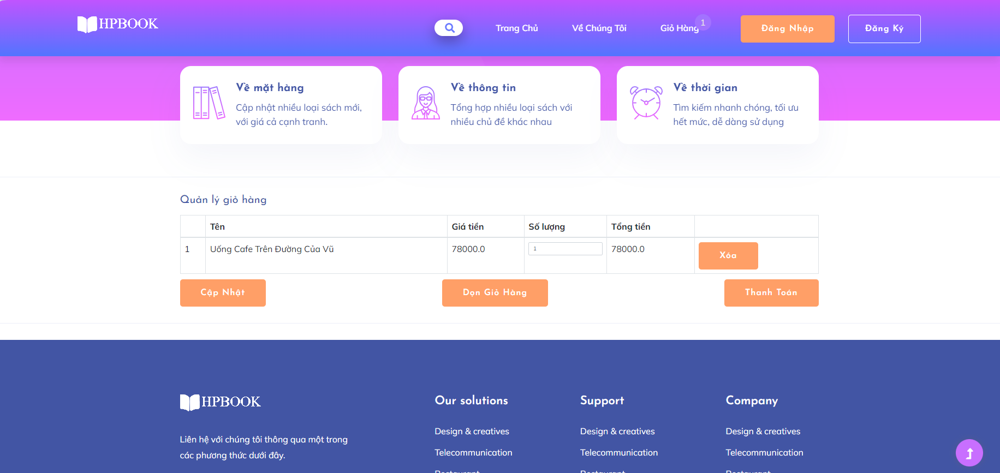 HPBOOK
Trang Chủ
Về Chúng Tôi
Giỏ Hàng
1
Đăng Nhập
Đăng Ký
Về mặt hàng
Cập nhật nhiều loại sách mới,
với giá cả cạnh tranh.
Về thông tin
Tổng hợp nhiều loại sách với
nhiều chủ đề khác nhau
Về thời gian
Tìm kiếm nhanh chóng, tối ưu
hết mức, dễ dàng sử dụng
Quản lý giỏ hàng
Tên Giá tiền Số lượng Tổng tiền
1 Uống Cafe Trên Đường Của Vũ 78000.0 1 78000.0 Xóa
Cập Nhật
Dọn Giỏ Hàng
Thanh Toán
HPBOOK
Liên hệ với chúng tôi thông qua một trong
các phương thức dưới đây.
Our solutions
Design & creatives
Telecommunication
Restaurant
Support
Design & creatives
Telecommunication
Restaurant
Company
Design & creatives
Telecommunication
Restaurant